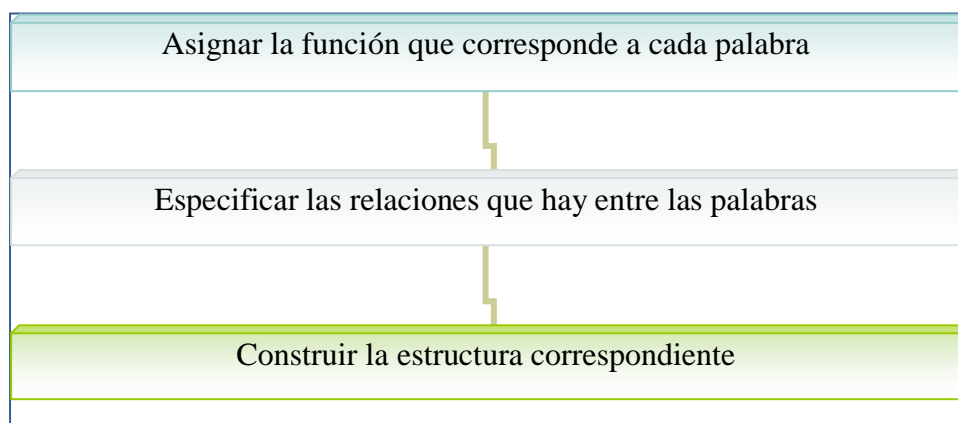 Asignar la función que corresponde a cada palabra
Especificar las relaciones que hay entre las palabras
Construir la estructura correspondiente